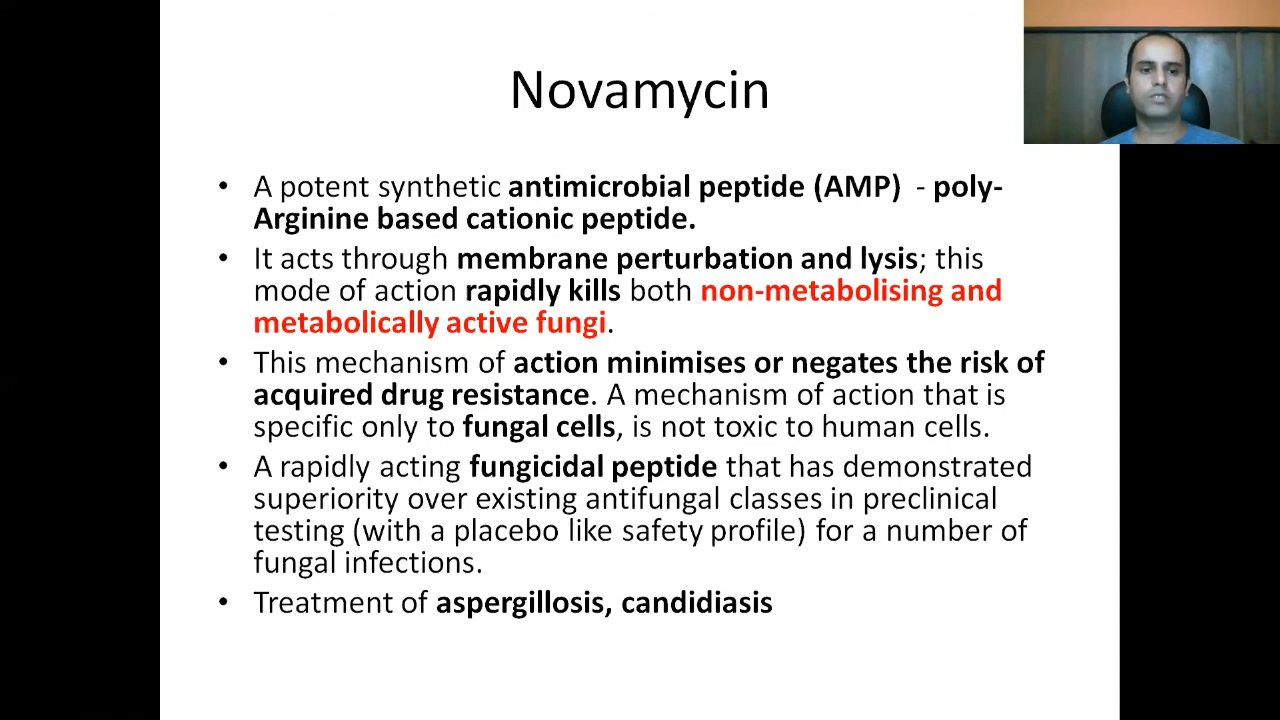 Novamycin
• A potent synthetic antimicrobial peptide (AMP) - poly-
Arginine based cationic peptide.
• It acts through membrane perturbation and lysis; this
mode of action rapidly kills both non-metabolising and
metabolically active fungi.
• This mechanism of action minimises or negates the risk of
acquired drug resistance. A mechanism of action that is
specific only to fungal cells, is not toxic to human cells.
• A rapidly acting fungicidal peptide that has demonstrated
superiority over existing antifungal classes in preclinical
testing (with a placebo like safety profile) for a number of
fungal infections.
• Treatment of aspergillosis, candidiasis